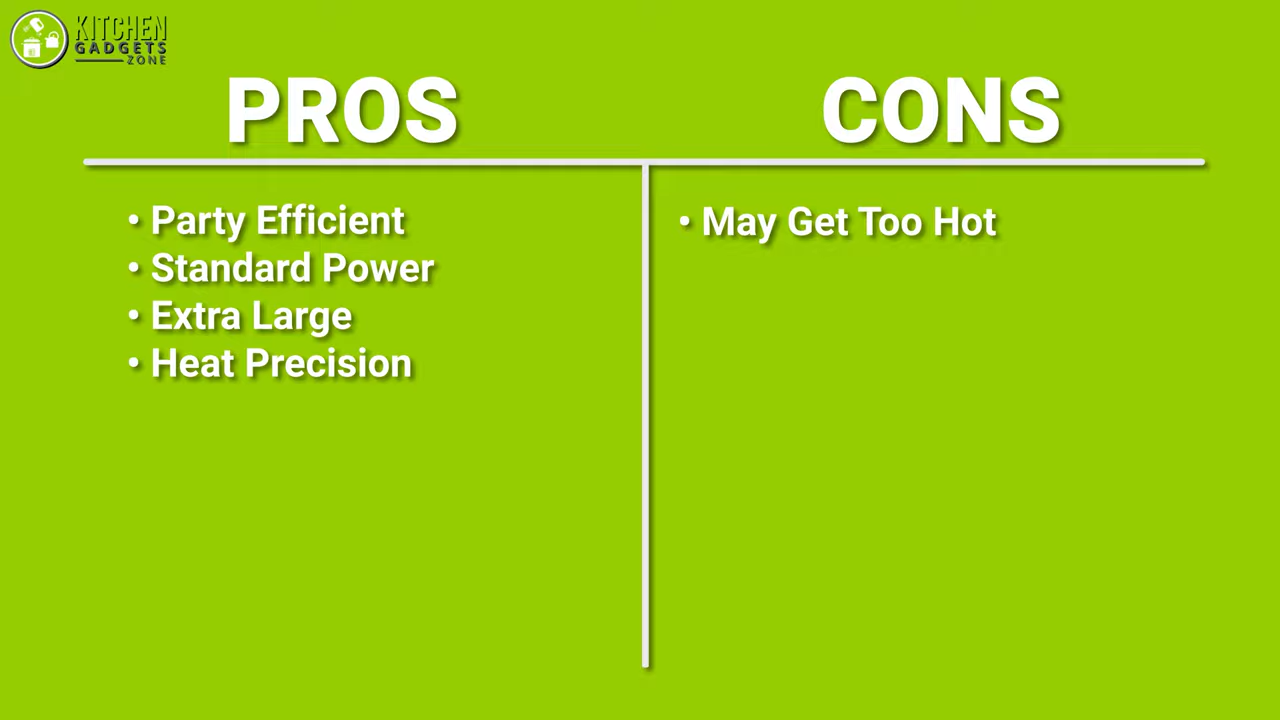 KITCHEN
GADGETS
ZONE
PROS
CONS
• Party Efficient
• Standard Power
• Extra Large
• Heat Precision
• May Get Too Hot